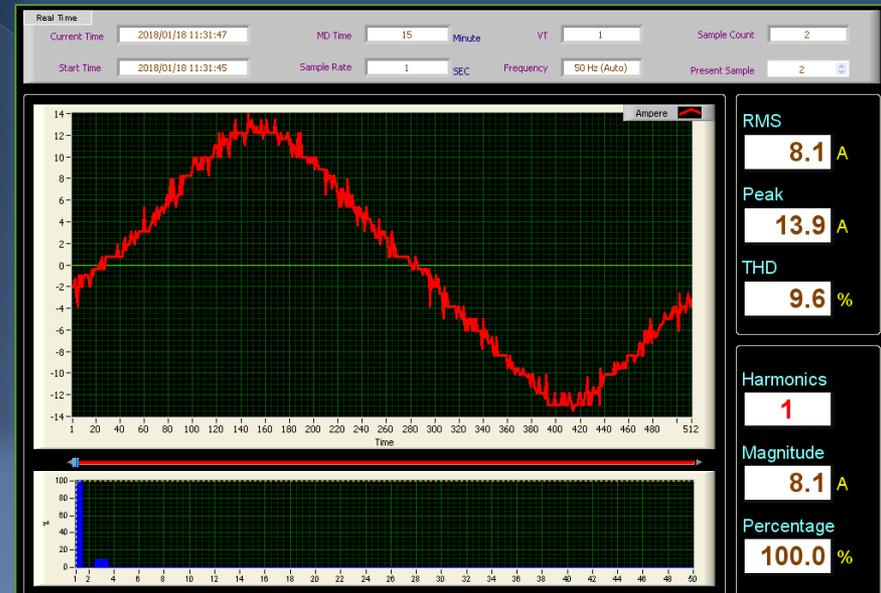 Real Time
Current Time 2018/01/18 11:31:47 MD Time 15 Minute VT 1 Sample Count 2
Start Time 2018/01/18 11:31:45 Sample Rate 1 SEC Frequency 50 Hz (Auto) Present Sample 2
Ampere
14
12
10
8
6
4
2
0
-2
-4
-6
-8
-10
-12
-14
1 20 40 60 80 100 120 140 160 180 200 220 240 260 280 300 320 340 360 380 400 420 440 460 480 512
Time
100
80
60
40
20
0
%
1 2 4 6 8 10 12 14 16 18 20 22 24 26 28 30 32 34 36 38 40 42 44 46 48 50
RMS
8.1 A
Peak
13.9 A
THD
9.6 %
Harmonics
1
Magnitude
8.1 A
Percentage
100.0 %